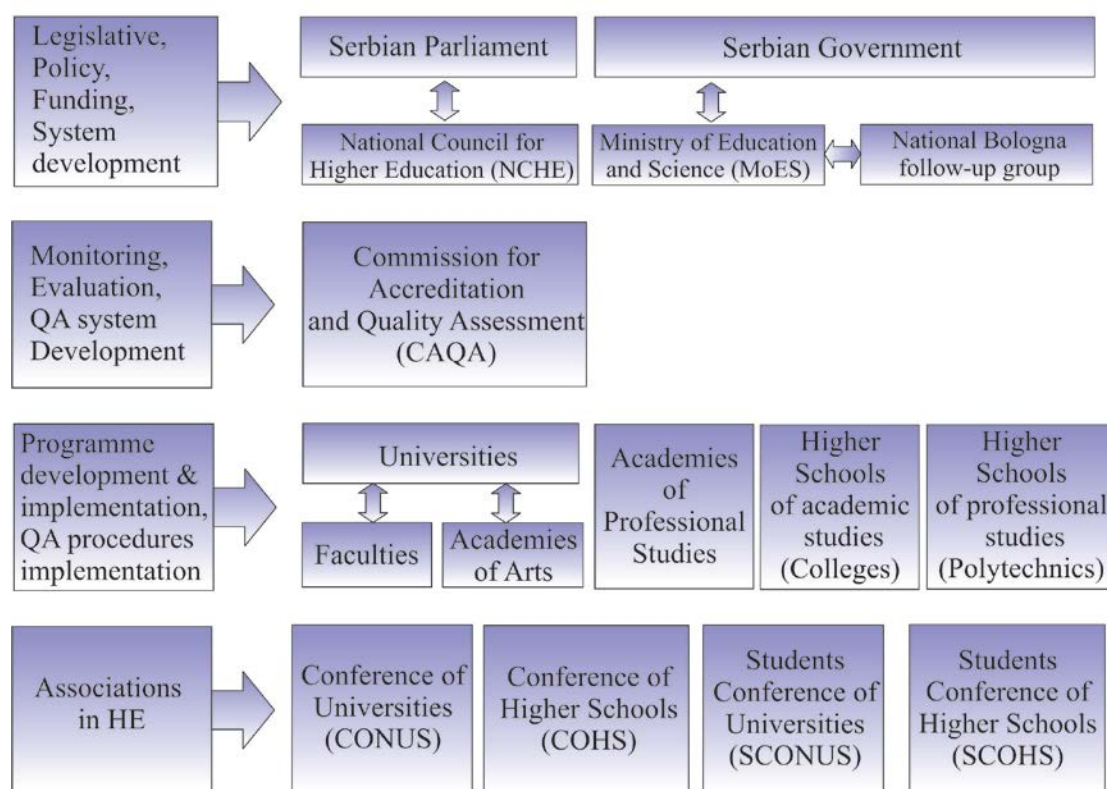 Legislative,
Policy,
Funding,
System
development
Serbian Parliament
Serbian Government
National Council for
Higher Education (NCHE)
Ministry of Education
and Science (MoES)
National Bologna
follow-up group
Monitoring,
Evaluation,
QA system
Development
Commission for
Accreditation
and Quality Assessment
(CAQA)
Programme
development &
implementation,
QA procedures
implementation
Universities
Faculties
Academies
of Arts
Academies
of
Professional
Studies
Higher
Schools
of academic
studies
(Colleges)
Higher
Schools
of professional
studies
(Polytechnics)
Associations
in HE
Conference of
Universities
(CONUS)
Conference of
Higher Schools
(COHS)
Students
Conference of
Universities
(SCONUS)
Students
Conference of
Higher Schools
(SCOHS)